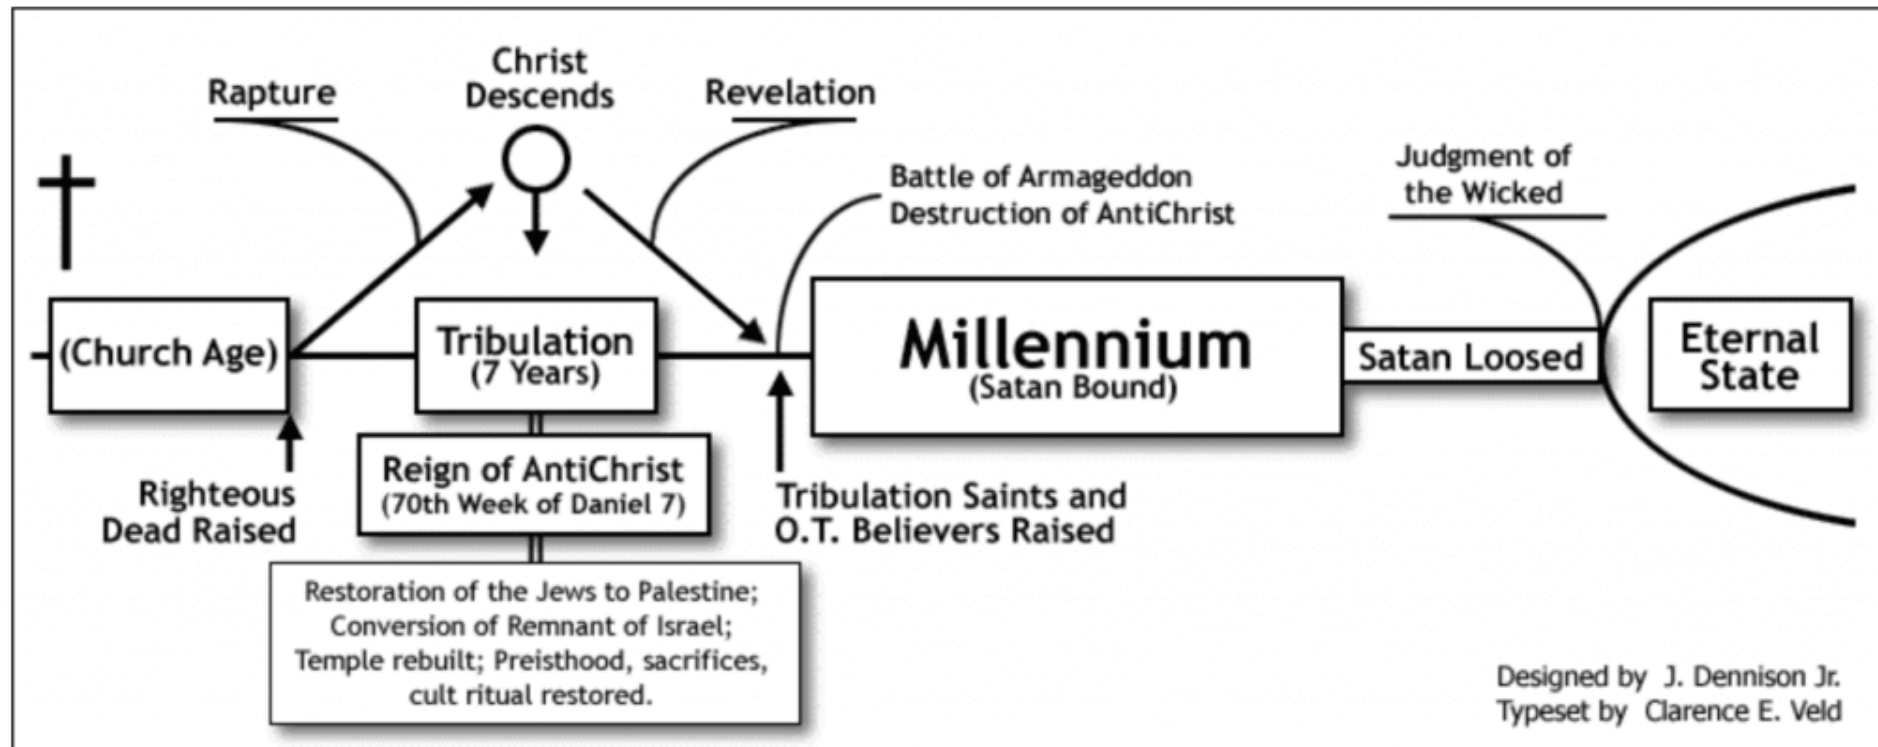 Rapture
Christ
Descends
Revelation
Battle of Armageddon
Destruction of AntiChrist
Judgment of
the Wicked
(Church Age)
Tribulation
(7 Years)
Millennium
(Satan Bound)
Satan Loosed
Eternal
State
Righteous
Dead Raised
Reign of AntiChrist
(70th Week of Daniel 7)
Tribulation Saints and
O.T. Believers Raised
Restoration of the Jews to Palestine;
Conversion of Remnant of Israel;
Temple rebuilt; Preisthood, sacrifices,
cult ritual restored.
Designed by J. Dennison Jr.
Typeset by Clarence E. Veld